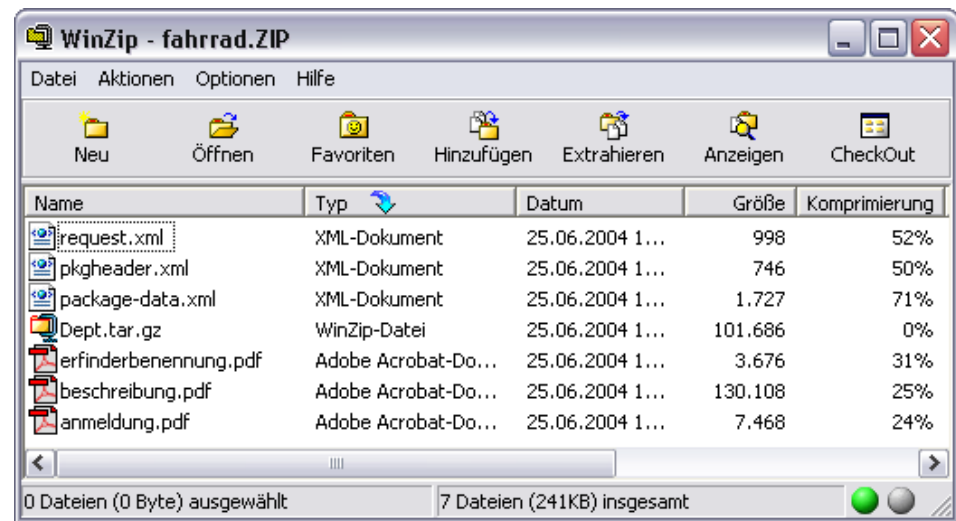 WinZip - fahrrad.ZIP
Datei Aktionen Optionen Hilfe
Neu Öffnen Favoriten Hinzufügen Extrahieren Anzeigen CheckOut
Name Typ Datum Größe Komprimierung
request.xml XML-Dokument 25.06.2004 1... 998 52%
pkgheader.xml XML-Dokument 25.06.2004 1... 746 50%
package-data.xml XML-Dokument 25.06.2004 1... 1.727 71%
Dept.tar.gz WinZip-Datei 25.06.2004 1... 101.686 0%
erfinderbenennung.pdf Adobe Acrobat-Do... 25.06.2004 1... 3.676 31%
beschreibung.pdf Adobe Acrobat-Do... 25.06.2004 1... 130.108 25%
anmeldung.pdf Adobe Acrobat-Do... 25.06.2004 1... 7.468 24%
0 Dateien (0 Byte) ausgewählt 7 Dateien (241KB) insgesamt